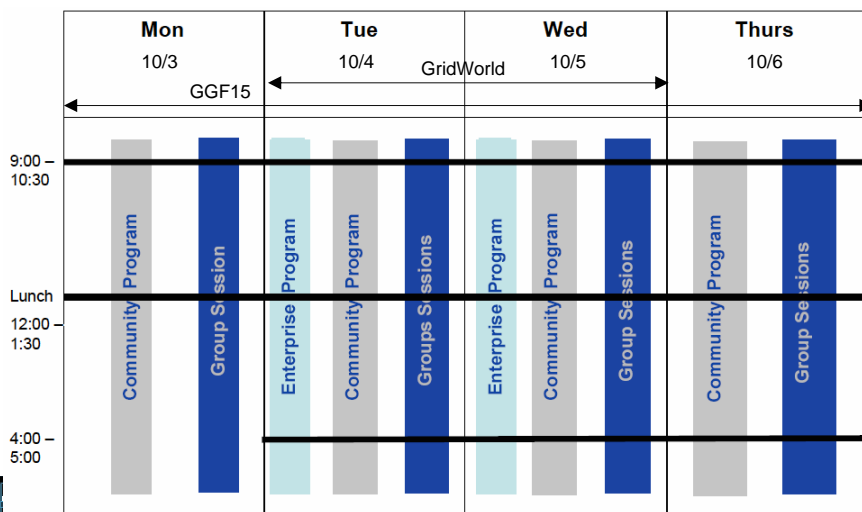 Mon
Tue
Wed
Thurs
10/3
10/4
10/5
10/6
GridWorld
GGF15
9:00 –
10:30
Lunch
12:00 –
1:30
4:00 –
5:00
Community Program
Group Session
Enterprise Program
Community Program
Groups Sessions
Enterprise Program
Community Program
Group Sessions
Community Program
Group Sessions